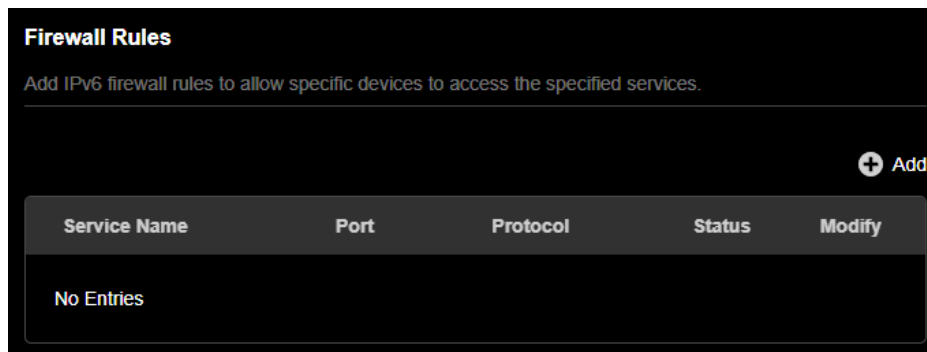 Firewall Rules
Add IPv6 firewall rules to allow specific devices to access the specified services.
Add
Service Name Port Protocol Status Modify
No Entries